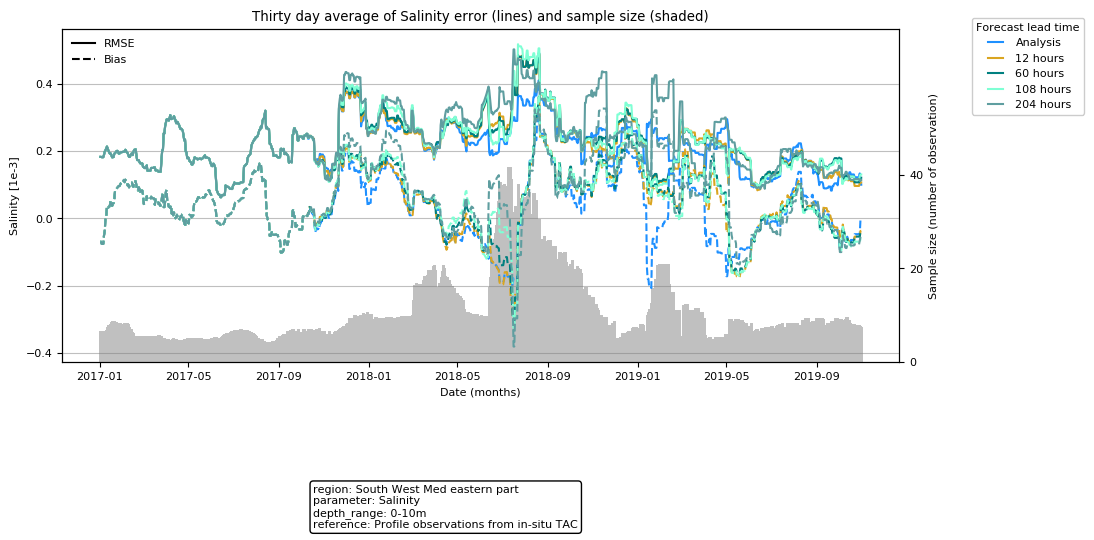 Thirty day average of Salinity error (lines) and sample size (shaded)
RMSE
Bias
Forecast lead time
Analysis
12 hours
60 hours
108 hours
204 hours
Salinity [1e-3]
0.4
0.2
0.0
−0.2
−0.4
Sample size (number of observation)
40
20
0
2017-01
2017-05
2017-09
2018-01
2018-05
2018-09
2019-01
2019-05
2019-09
Date (months)
region: South West Med eastern part
parameter: Salinity
depth_range: 0-10m
reference: Profile observations from in-situ TAC